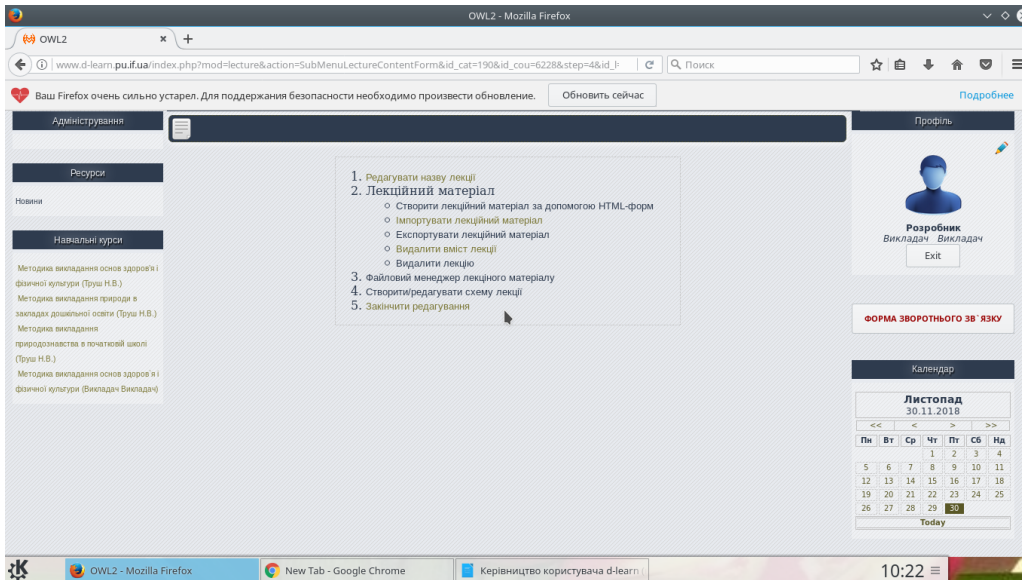 OWL2 - Mozilla Firefox
OWL2
www.d-learn.pu.if.ua/index.php?mod=lecture&action=SubMenuLectureContentForm&id_cat=190&id_cou=6228&step=4&id_l
Поиск
Ваш Firefox очень сильно устарел. Для поддержания безопасности необходимо произвести обновление.
Обновить сейчас
Подробнее
Адміністрування
Ресурси
Новини
Навчальні курси
Методика викладання основ здоров'я і
фізичної культури (Труш Н.В.)
Методика викладання природи в
закладах дошкільної освіти (Труш Н.В.)
Методика викладання
природознавства в початковій школі
(Труш Н.В.)
Методика викладання основ здоров`я і
фізичної культури (Викладач Викладач)
1. Редагувати назву лекції
2. Лекційний матеріал
Створити лекційний матеріал за допомогою HTML-форм
Імпортувати лекційний матеріал
Експортувати лекційний матеріал
Видалити вміст лекції
Видалити лекцію
3. Файловий менеджер лекціного матеріалу
4. Створити/редагувати схему лекції
5. Закінчити редагування
Профіль
Розробник
Викладач Викладач
Exit
ФОРМА ЗВОРОТНЬОГО ЗВ`ЯЗКУ
Календар
Листопад
30.11.2018
<< < > >>
Пн Вт Ср Чт Пт Сб Нд
1 2 3 4
5 6 7 8 9 10 11
12 13 14 15 16 17 18
19 20 21 22 23 24 25
26 27 28 29 30
Today
OWL2 - Mozilla Firefox
New Tab - Google Chrome
Керівництво користувача d-learn
10:22